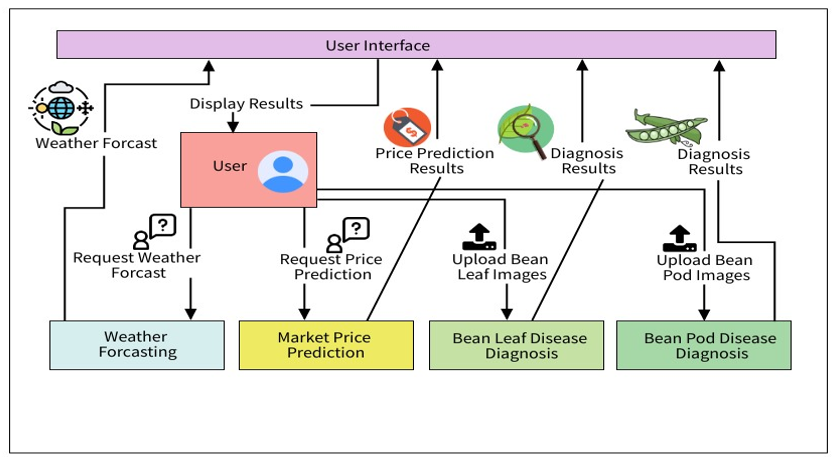 User Interface
Display Results
Weather Forcast
User
Price Prediction
Results
Diagnosis
Results
Diagnosis
Results
Request Weather
Forcast
Request Price
Prediction
Upload Bean
Leaf Images
Upload Bean
Pod Images
Weather
Forcasting
Market Price
Prediction
Bean Leaf Disease
Diagnosis
Bean Pod Disease
Diagnosis